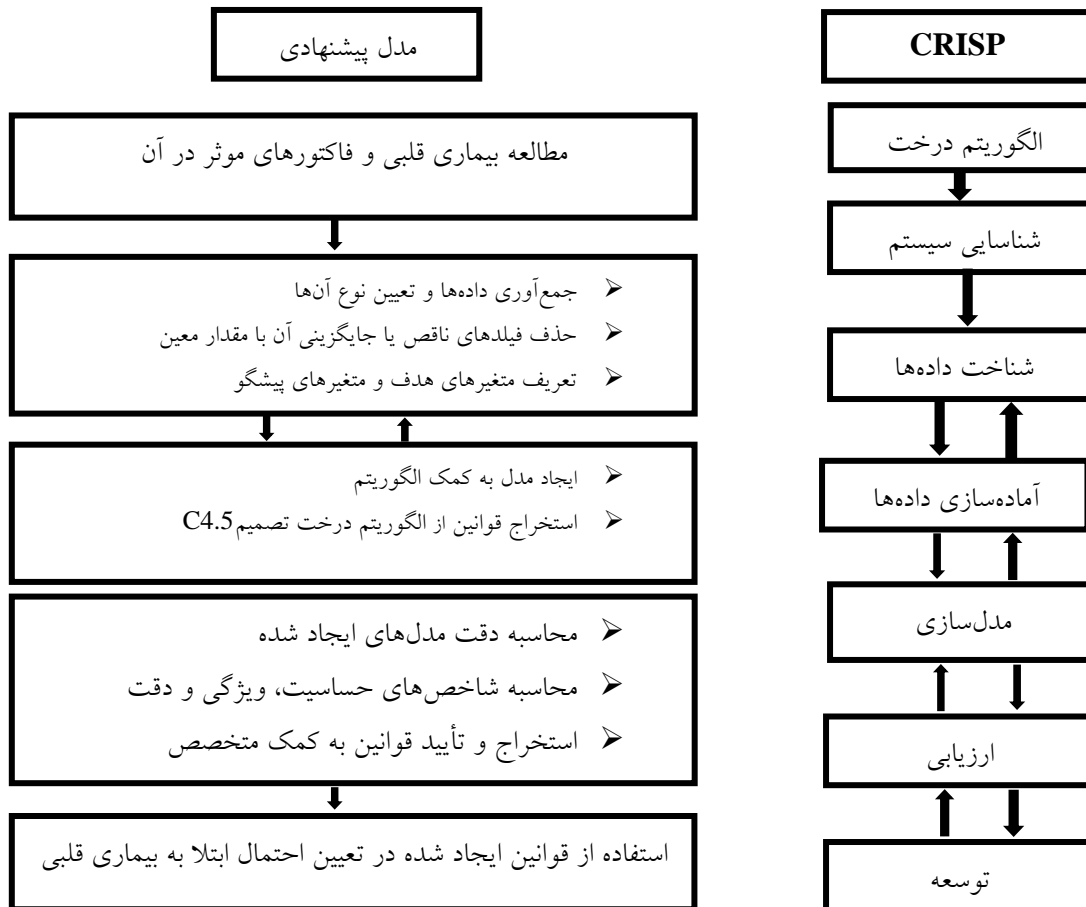 CRISP
الگوریتم درخت
شناسایی سیستم
شناخت داده‌ها
آماده‌سازی داده‌ها
مدل‌سازی
ارزیابی
توسعه
مدل پیشنهادی
مطالعه بیماری قلبی و فاکتورهای موثر در آن
جمع‌آوری داده‌ها و تعیین نوع آن‌ها
حذف فیلدهای ناقص یا جایگزینی آن با مقدار معین
تعریف متغیرهای هدف و متغیرهای پیشگو
ایجاد مدل به کمک الگوریتم
استخراج قوانین از الگوریتم درخت تصمیم C4.5
محاسبه دقت مدل‌های ایجاد شده
محاسبه شاخص‌های حساسیت، ویژگی و دقت
استخراج و تأیید قوانین به کمک متخصص
استفاده از قوانین ایجاد شده در تعیین احتمال ابتلا به بیماری قلبی